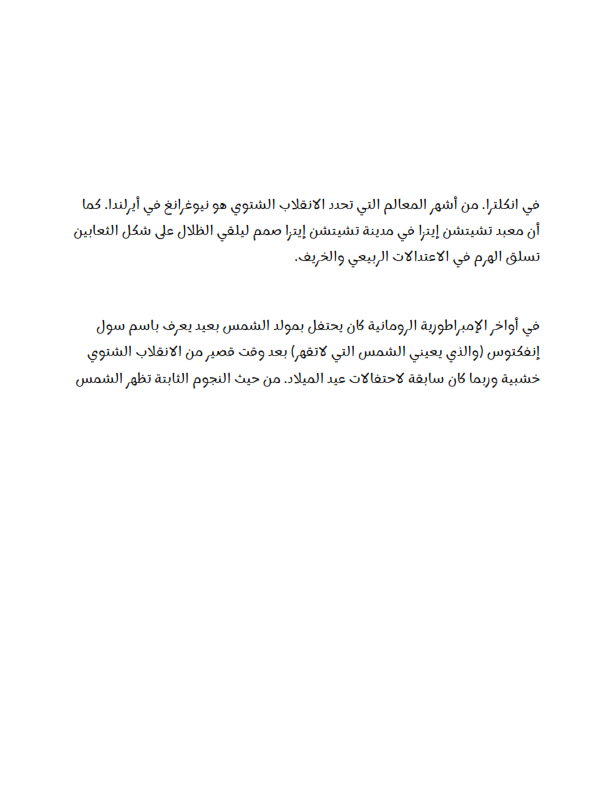 في انكلترا. من أشهر المعالم التي تحدد الانقلاب الشتوي هو نيوغرانغ في أيرلندا. كما
أن معبد تشيتشن إيتزا في مدينة تشيتشن إيتزا صمم ليلقي الظلال على شكل الثعابين
تسلق الهرم في الاعتدالات الربيعي والخريف.
في أواخر الإمبراطورية الرومانية كان يحتفل بمولد الشمس بعيد يعرف باسم سول
إنفكتوس (والذي يعيني الشمس التي لاتقهر) بعد وقت قصير من الانقلاب الشتوي
خشبية وربما كان سابقة لاحتفالات عيد الميلاد. من حيث النجوم الثابتة تظهر الشمس